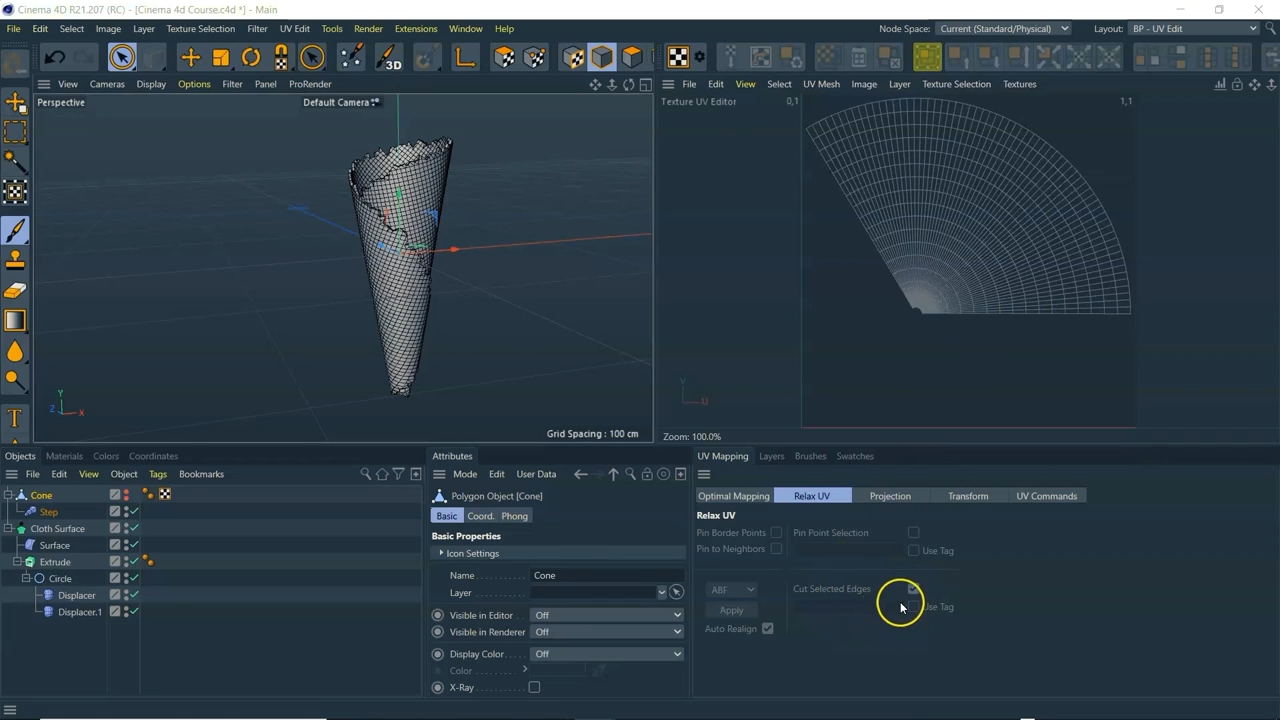 Cinema 4D R21.207 (RC) - [Cinema 4d Course.c4d *] - Main
File Edit Select Image Layer Texture Selection Filter UV Edit Tools Render Extensions Window Help Node Space: Current (Standard/Physical) Layout: BP - UV Edit
3D
View Cameras Display Options Filter Panel ProRender File Edit View Select UV Mesh Image Layer Texture Selection Textures
Perspective Default Camera Texture UV Editor 0,1 1,1
Y
Z X
V
U
Grid Spacing : 100 cm Zoom: 100.0%
Objects Materials Colors Coordinates Attributes UV Mapping Layers Brushes Swatches
File Edit View Object Tags Bookmarks Mode Edit User Data
Cone Polygon Object [Cone] Optimal Mapping Relax UV Projection Transform UV Commands
Step Basic Coord. Phong Relax UV
Cloth Surface Basic Properties Pin Border Points Pin Point Selection
Surface Icon Settings Pin to Neighbors Use Tag
Extrude
Circle Name Cone
Displacer Layer ABF Cut Selected Edges
Displacer.1 Visible in Editor Off Apply Use Tag
Visible in Renderer Off Auto Realign
Display Color Off
Color
X-Ray
T